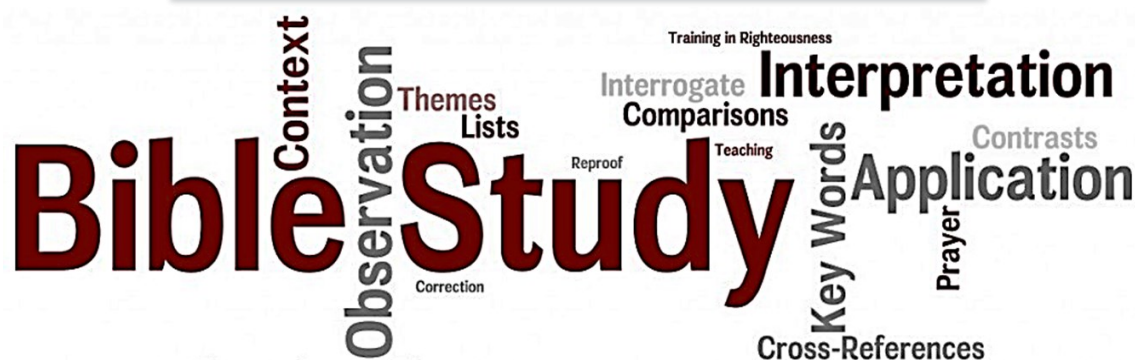 Training in Righteousness
Context
Observation
Themes
Lists
Interrogate
Interpretation
Comparisons
Bible Study
Reproof
Teaching
Key Words
Contrasts
Application
Prayer
Correction
Cross-References